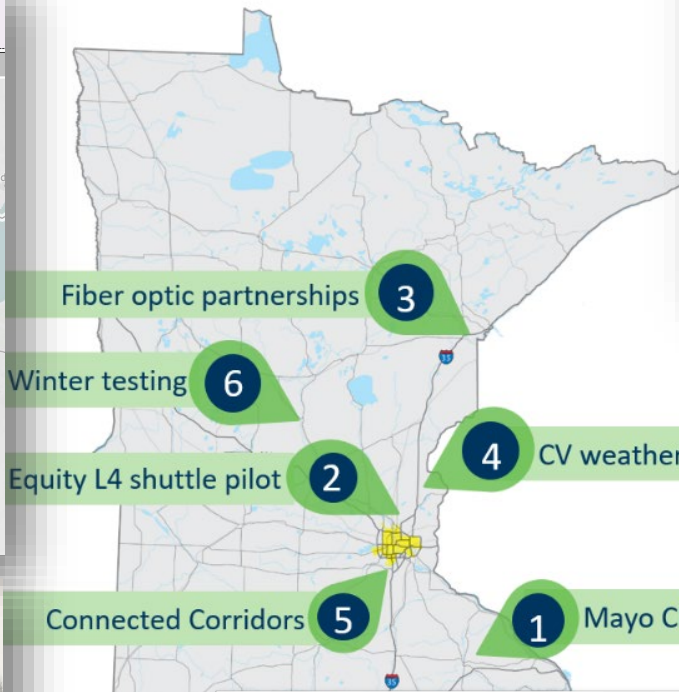 Fiber optic partnerships 3
35
Winter testing 6
4 CV weather
Equity L4 shuttle pilot 2
Connected Corridors 5
1 Mayo C
35